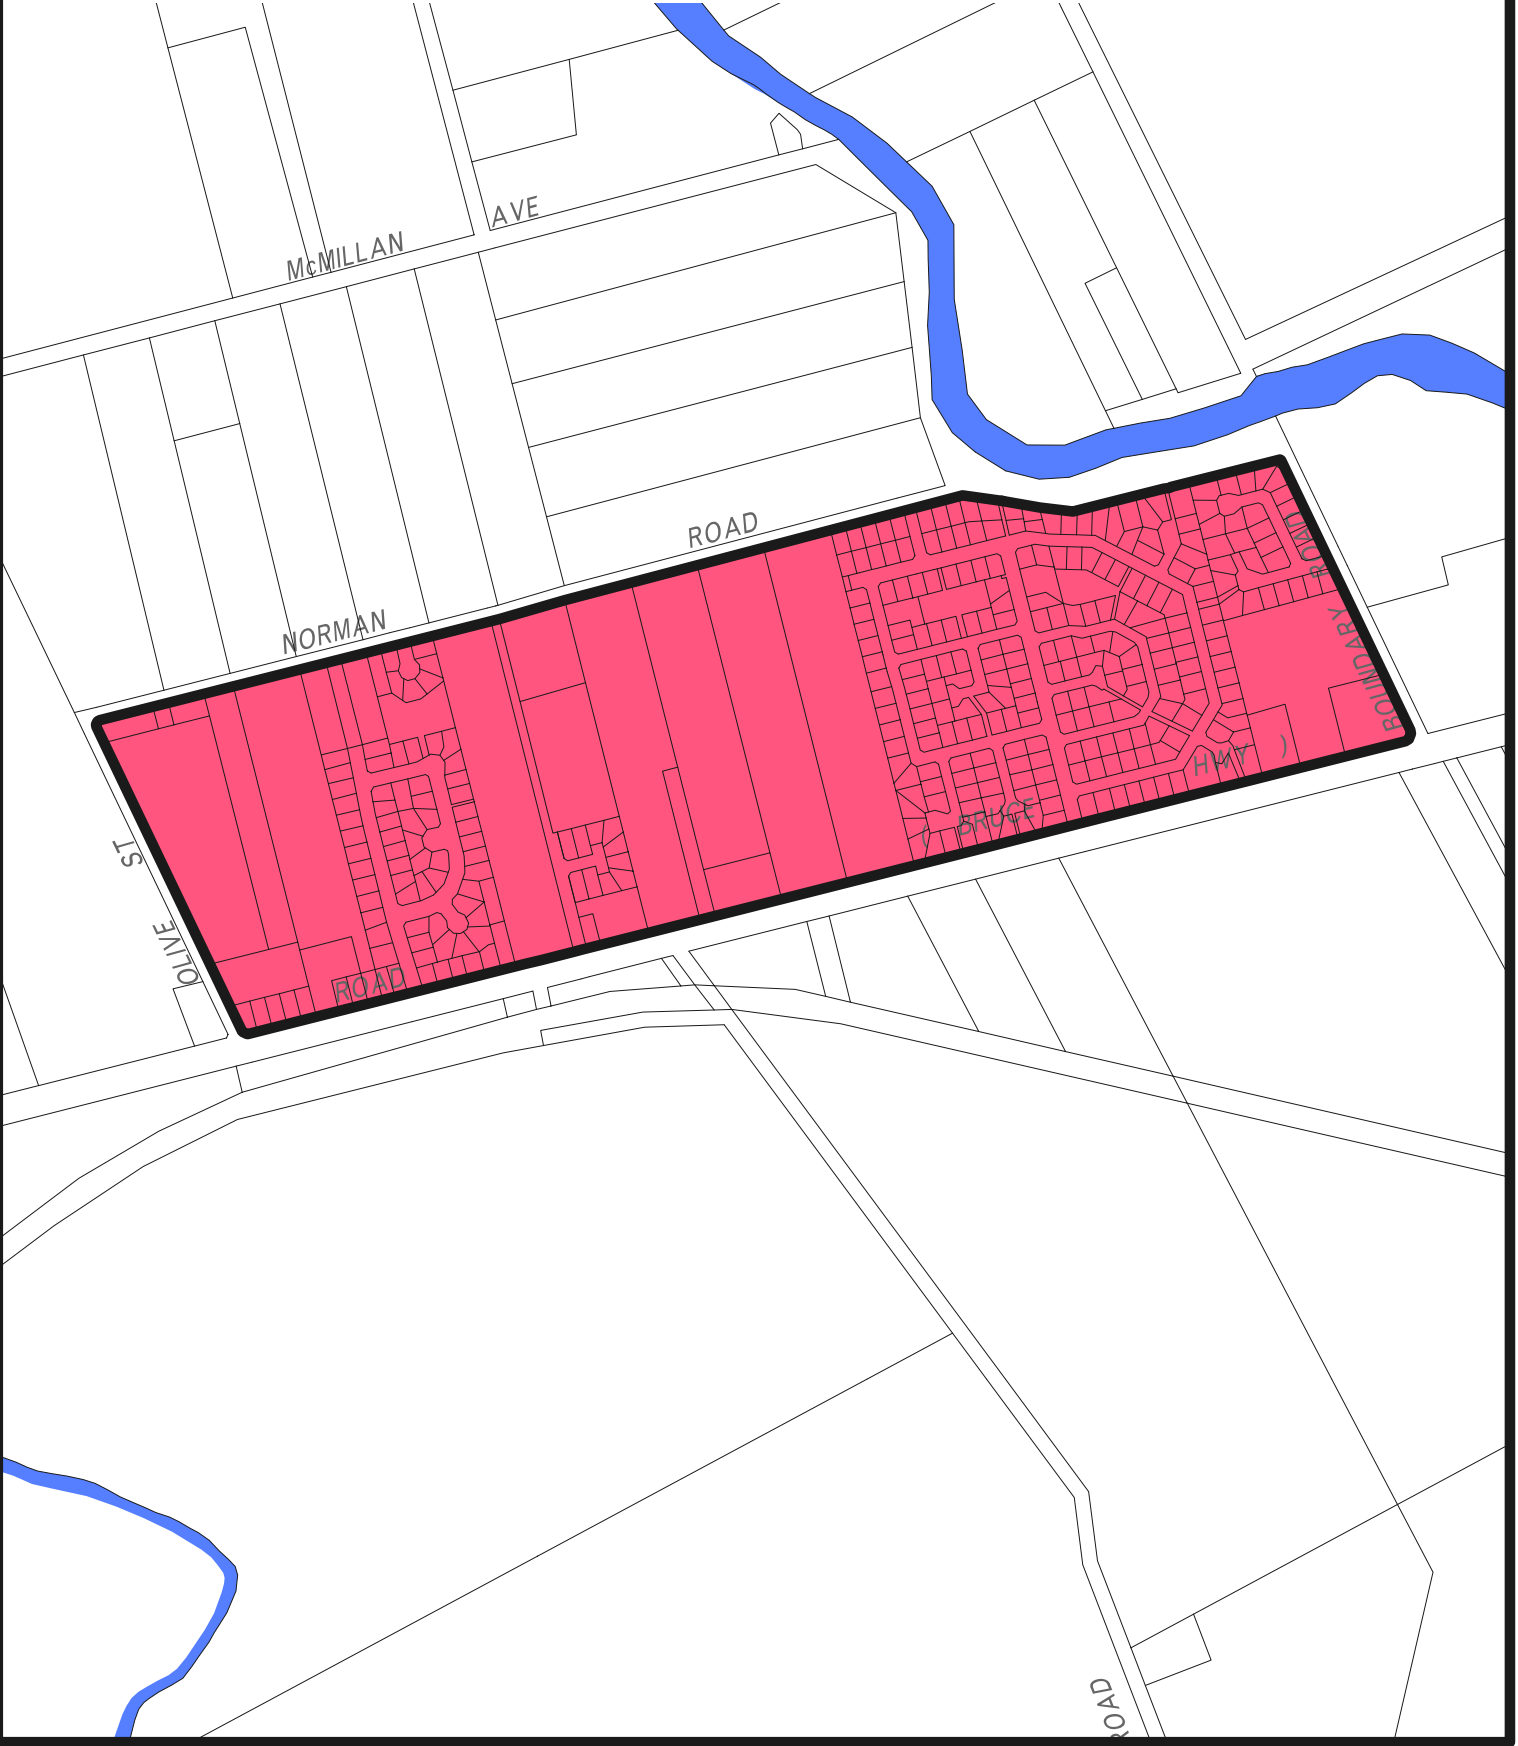 McMILLAN AVE
NORMAN ROAD
BOUNDARY ROAD
OLIVE ST
ROAD ( BRUCE HWY )
ROAD